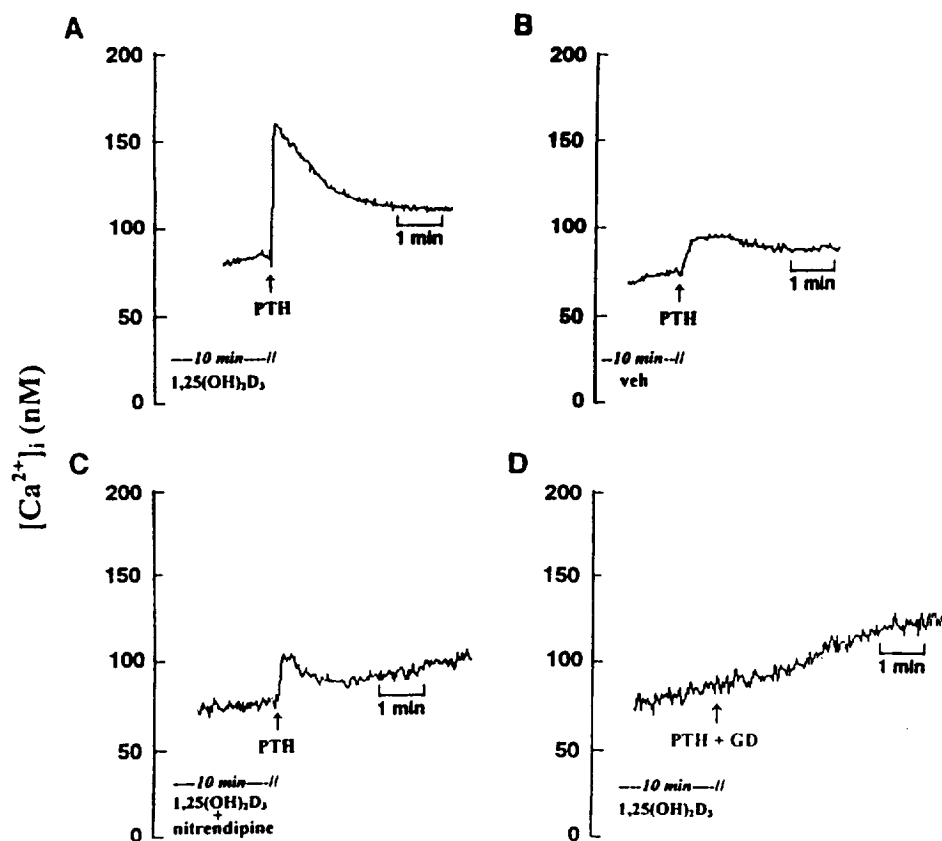 A
200
150
100
50
0
1 min
↑
PTH
----10 min----//
1,25(OH)₂D₃
B
200
150
100
50
0
1 min
↑
PTH
--10 min--//
veh
[Ca²⁺]ᵢ (nM)
C
200
150
100
50
0
1 min
↑
PTH
----10 min----//
1,25(OH)₂D₃
+
nitrendipine
D
200
150
100
50
0
1 min
↑
PTH + GD
----10 min----//
1,25(OH)₂D₃